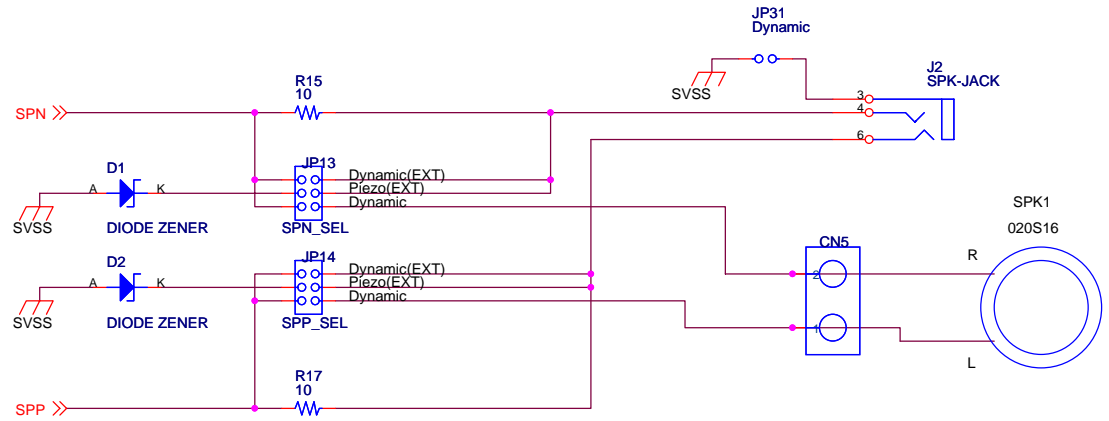 JP31
Dynamic
J2
SPK-JACK
SVSS
3
4
6
R15
10
SPN
JP13
Dynamic(EXT)
Piezo(EXT)
Dynamic
SPN_SEL
D1
A
K
SVSS
DIODE ZENER
SPK1
020S16
R
L
CN5
2
1
D2
A
K
SVSS
DIODE ZENER
JP14
Dynamic(EXT)
Piezo(EXT)
Dynamic
SPP_SEL
R17
10
SPP